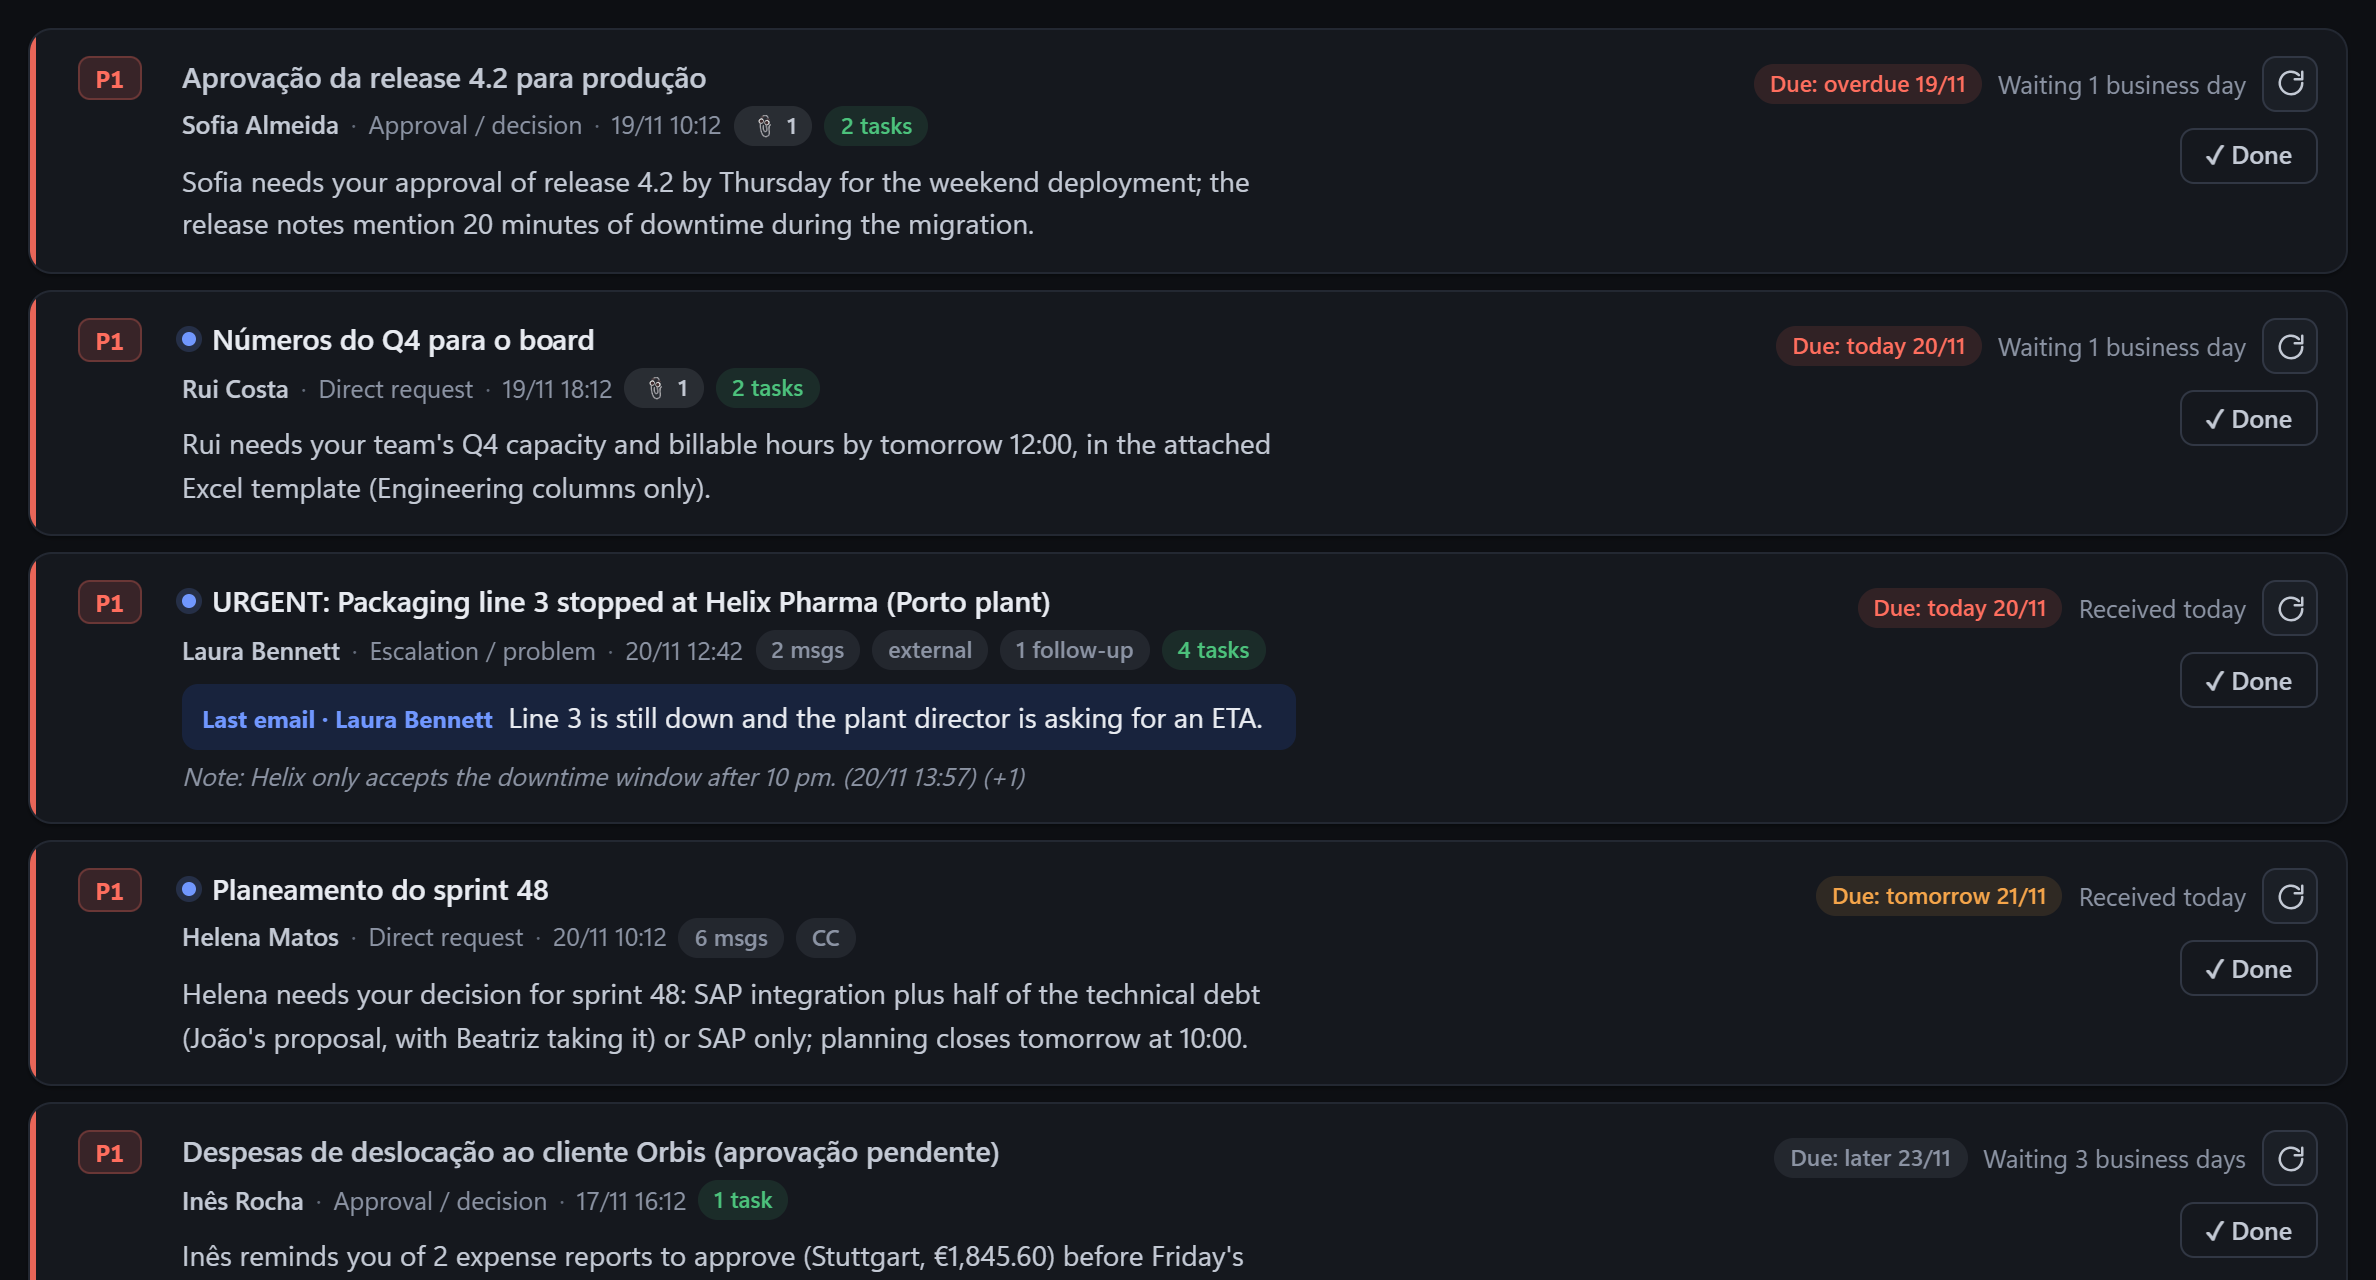 P1 Aprovação da release 4.2 para produção Due: overdue 19/11 Waiting 1 business day
Sofia Almeida · Approval / decision · 19/11 10:12 1 2 tasks
✓ Done
Sofia needs your approval of release 4.2 by Thursday for the weekend deployment; the
release notes mention 20 minutes of downtime during the migration.
P1 Números do Q4 para o board Due: today 20/11 Waiting 1 business day
Rui Costa · Direct request · 19/11 18:12 1 2 tasks
✓ Done
Rui needs your team's Q4 capacity and billable hours by tomorrow 12:00, in the attached
Excel template (Engineering columns only).
P1 URGENT: Packaging line 3 stopped at Helix Pharma (Porto plant) Due: today 20/11 Received today
Laura Bennett · Escalation / problem · 20/11 12:42 2 msgs external 1 follow-up 4 tasks
✓ Done
Last email · Laura Bennett Line 3 is still down and the plant director is asking for an ETA.
Note: Helix only accepts the downtime window after 10 pm. (20/11 13:57) (+1)
P1 Planeamento do sprint 48 Due: tomorrow 21/11 Received today
Helena Matos · Direct request · 20/11 10:12 6 msgs CC
✓ Done
Helena needs your decision for sprint 48: SAP integration plus half of the technical debt
(João's proposal, with Beatriz taking it) or SAP only; planning closes tomorrow at 10:00.
P1 Despesas de deslocação ao cliente Orbis (aprovação pendente) Due: later 23/11 Waiting 3 business days
Inês Rocha · Approval / decision · 17/11 16:12 1 task
✓ Done
Inês reminds you of 2 expense reports to approve (Stuttgart, €1,845.60) before Friday's